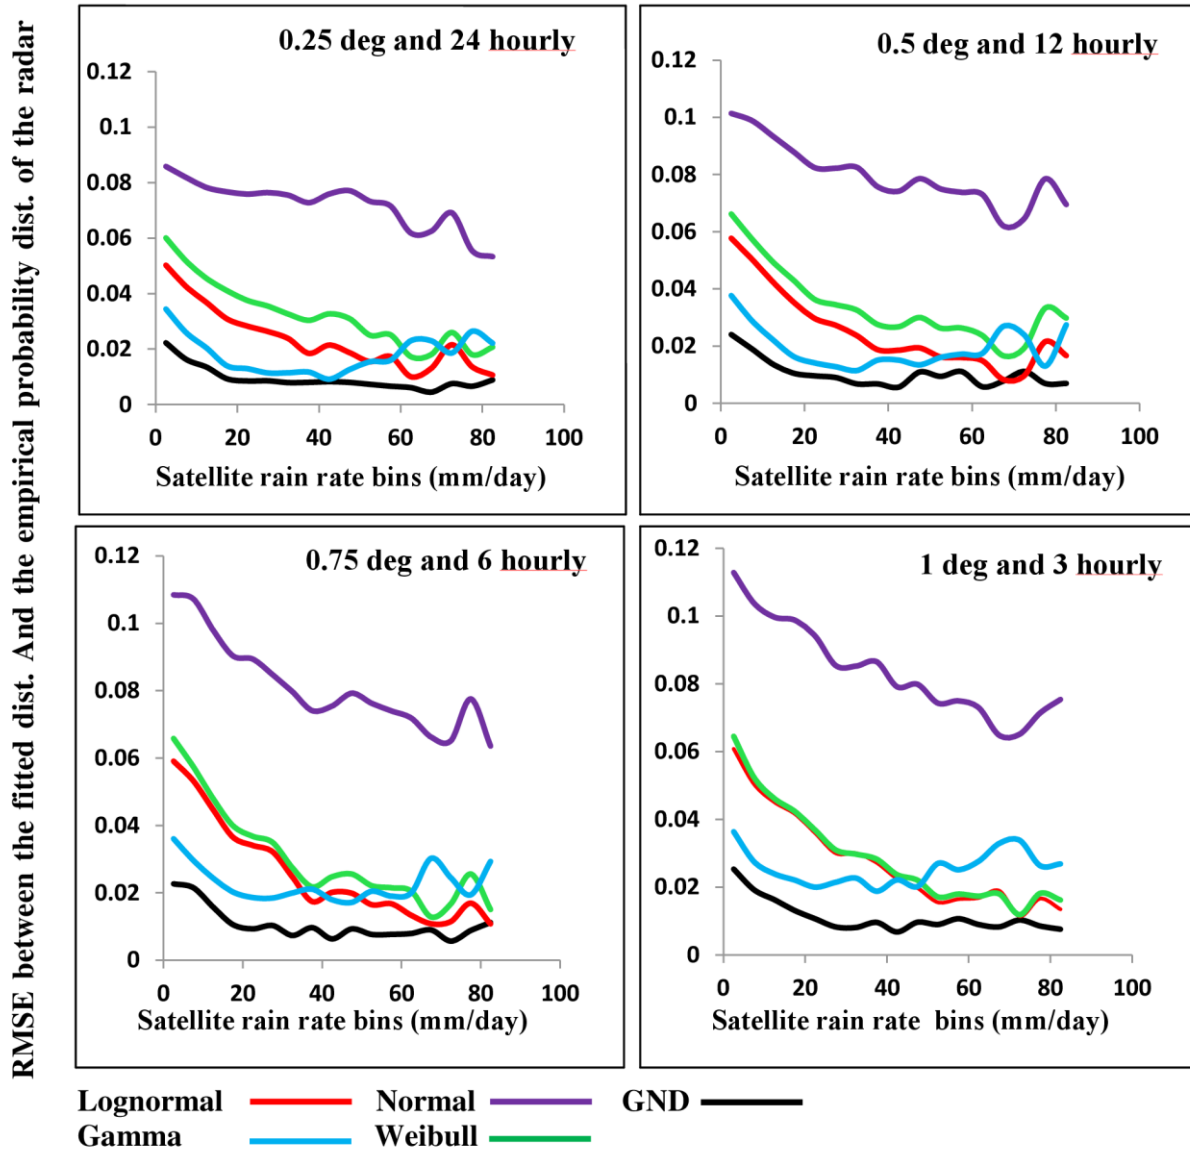 RMSE between the fitted dist. And the empirical probability dist. of the radar
0.25 deg and 24 hourly
0.12
0.1
0.08
0.06
0.04
0.02
0
0 20 40 60 80 100
Satellite rain rate bins (mm/day)
0.5 deg and 12 hourly
0.12
0.1
0.08
0.06
0.04
0.02
0
0 20 40 60 80 100
Satellite rain rate bins (mm/day)
0.75 deg and 6 hourly
0.12
0.1
0.08
0.06
0.04
0.02
0
0 20 40 60 80 100
Satellite rain rate bins (mm/day)
1 deg and 3 hourly
0.12
0.1
0.08
0.06
0.04
0.02
0
0 20 40 60 80 100
Satellite rain rate bins (mm/day)
Lognormal Normal GND
Gamma Weibull